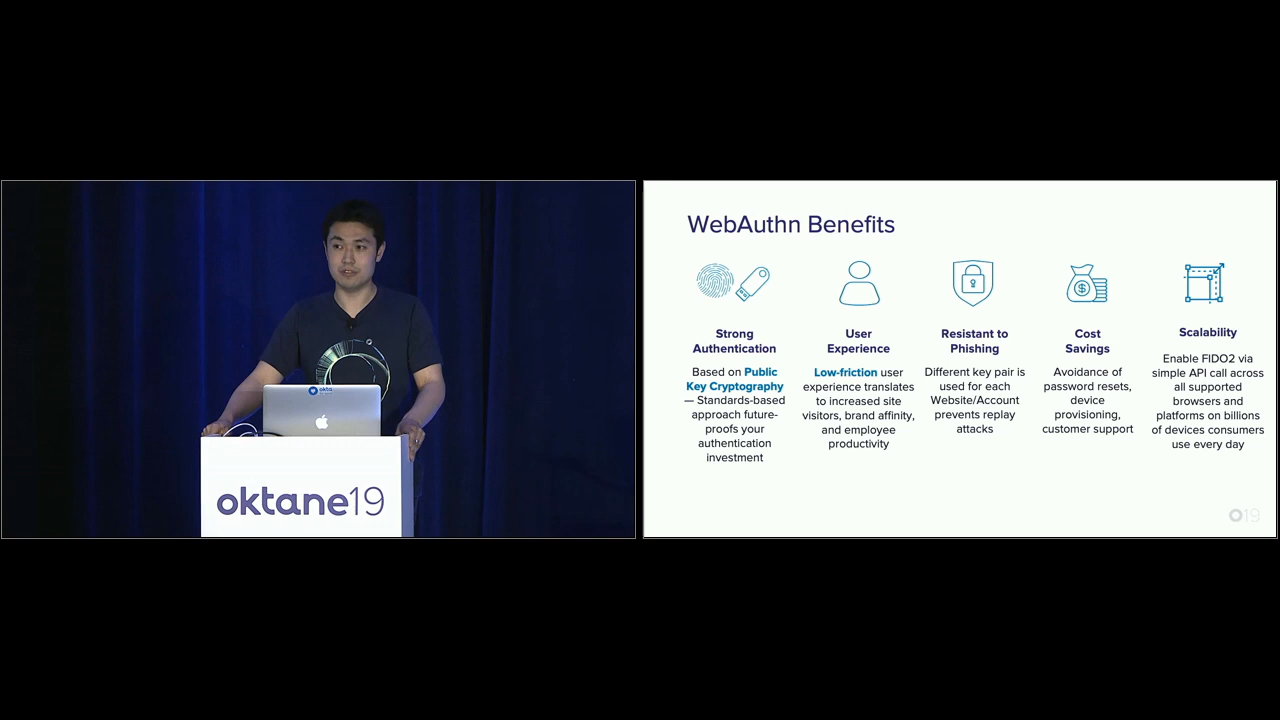 okta
oktane19
WebAuthn Benefits
Strong
Authentication
Based on Public
Key Cryptography
— Standards-based
approach future-
proofs your
authentication
investment
User
Experience
Low-friction user
experience translates
to increased site
visitors, brand affinity,
and employee
productivity
Resistant to
Phishing
Different key pair is
used for each
Website/Account
prevents replay
attacks
Cost
Savings
Avoidance of
password resets,
device
provisioning,
customer support
Scalability
Enable FIDO2 via
simple API call across
all supported
browsers and
platforms on billions
of devices consumers
use every day
O19